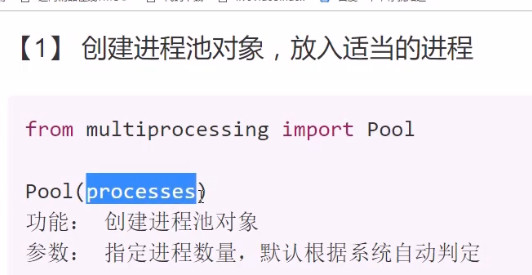 【1】 创建进程池对象，放入适当的进程
from multiprocessing import Pool
Pool(processes)
功能： 创建进程池对象
参数： 指定进程数量，默认根据系统自动判定